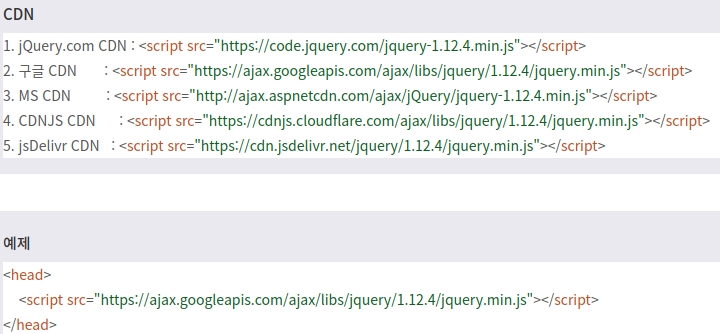 CDN
1. jQuery.com CDN : <script src="https://code.jquery.com/jquery-1.12.4.min.js"></script>
2. 구글 CDN : <script src="https://ajax.googleapis.com/ajax/libs/jquery/1.12.4/jquery.min.js"></script>
3. MS CDN : <script src="http://ajax.aspnetcdn.com/ajax/jQuery/jquery-1.12.4.min.js"></script>
4. CDNJS CDN : <script src="https://cdnjs.cloudflare.com/ajax/libs/jquery/1.12.4/jquery.min.js"></script>
5. jsDelivr CDN : <script src="https://cdn.jsdelivr.net/jquery/1.12.4/jquery.min.js"></script>
예제
<head>
<script src="https://ajax.googleapis.com/ajax/libs/jquery/1.12.4/jquery.min.js"></script>
</head>